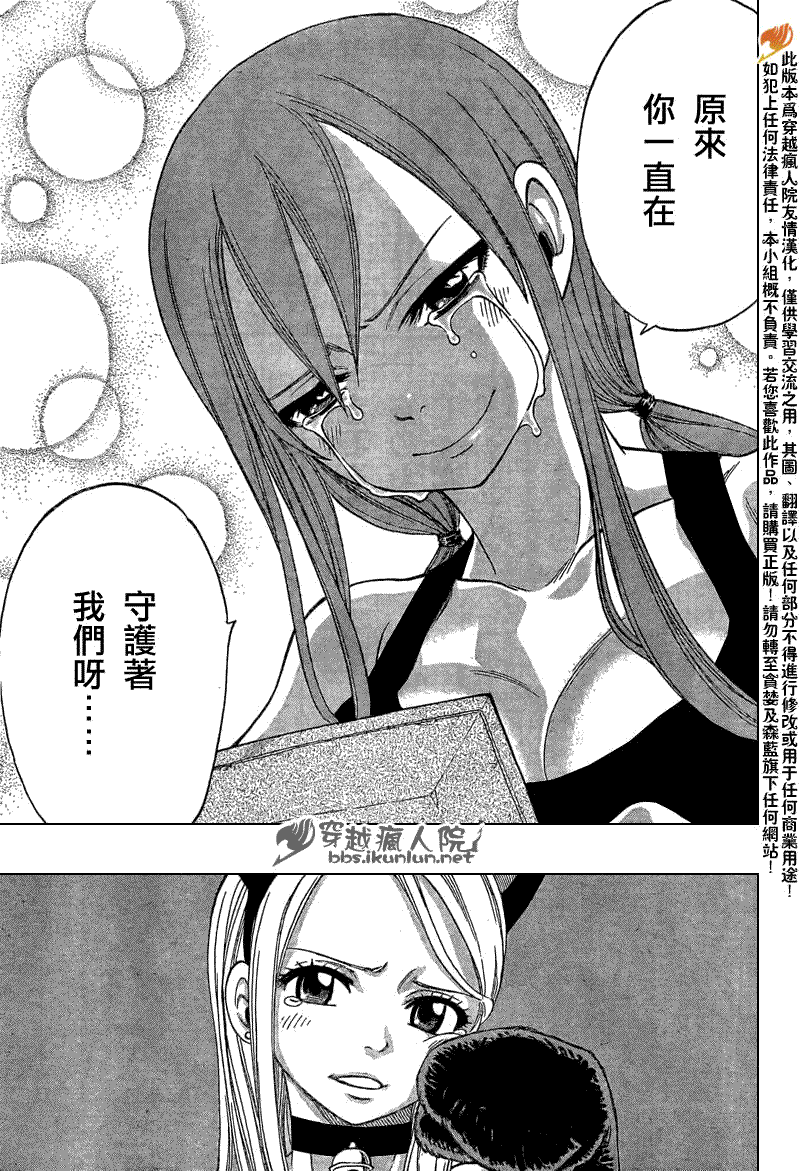 原來
你一直在
守護著
我們呀……
穿越瘋人院
bbs.ikunlun.net
此版本爲穿越瘋人院友情漢化，僅供學習交流之用，其圖、翻譯以及任何部分不得進行修改或用于任何商業用途！
如犯上任何法律責任，本小組概不負責。若您喜歡此作品，請購買正版！請勿轉至貪婪及森藍旗下任何網站！